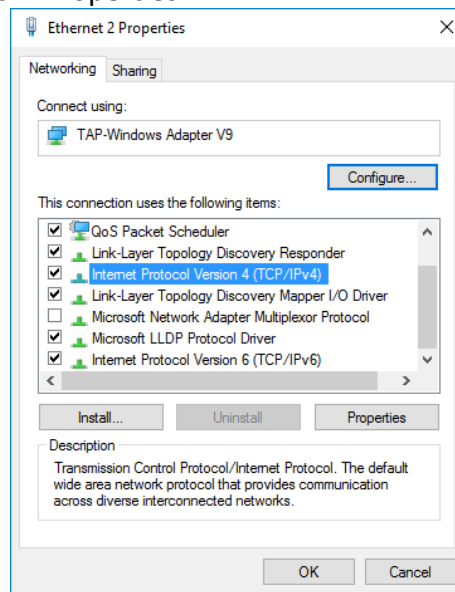 Ethernet 2 Properties
Networking Sharing
Connect using:
TAP-Windows Adapter V9
Configure...
This connection uses the following items:
QoS Packet Scheduler
Link-Layer Topology Discovery Responder
Internet Protocol Version 4 (TCP/IPv4)
Link-Layer Topology Discovery Mapper I/O Driver
Microsoft Network Adapter Multiplexor Protocol
Microsoft LLDP Protocol Driver
Internet Protocol Version 6 (TCP/IPv6)
Install... Uninstall Properties
Description
Transmission Control Protocol/Internet Protocol. The default
wide area network protocol that provides communication
across diverse interconnected networks.
OK Cancel